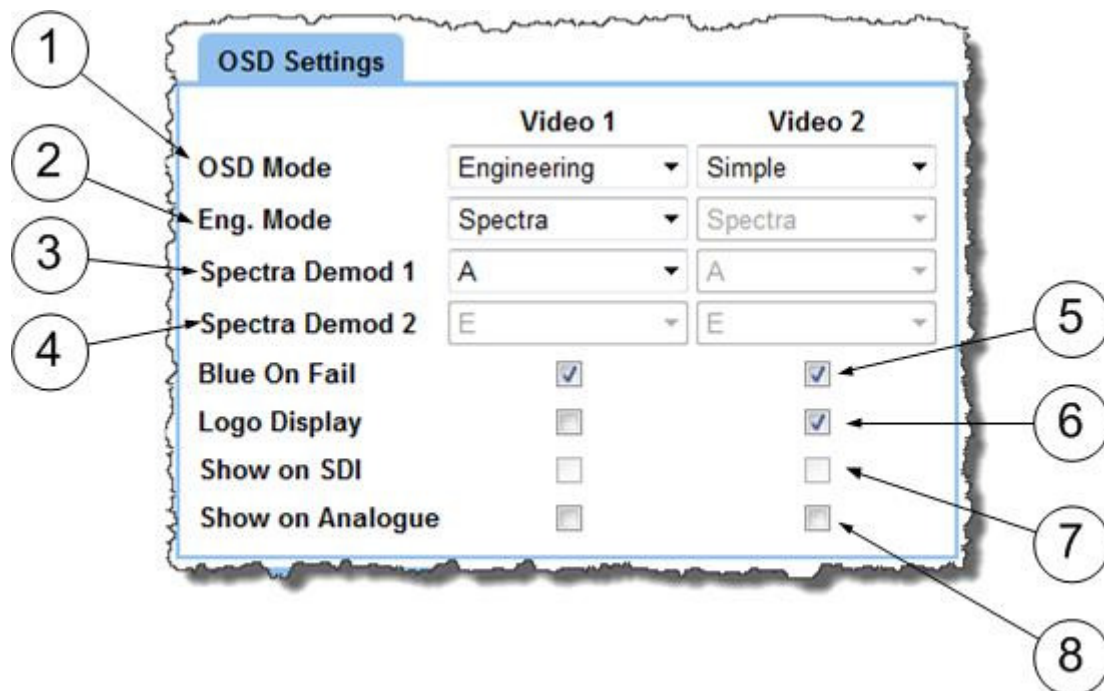 OSD Settings
Video 1 Video 2
1 OSD Mode Engineering Simple
2 Eng. Mode Spectra Spectra
3 Spectra Demod 1 A A
4 Spectra Demod 2 E E
Blue On Fail 5
Logo Display 6
Show on SDI 7
Show on Analogue 8